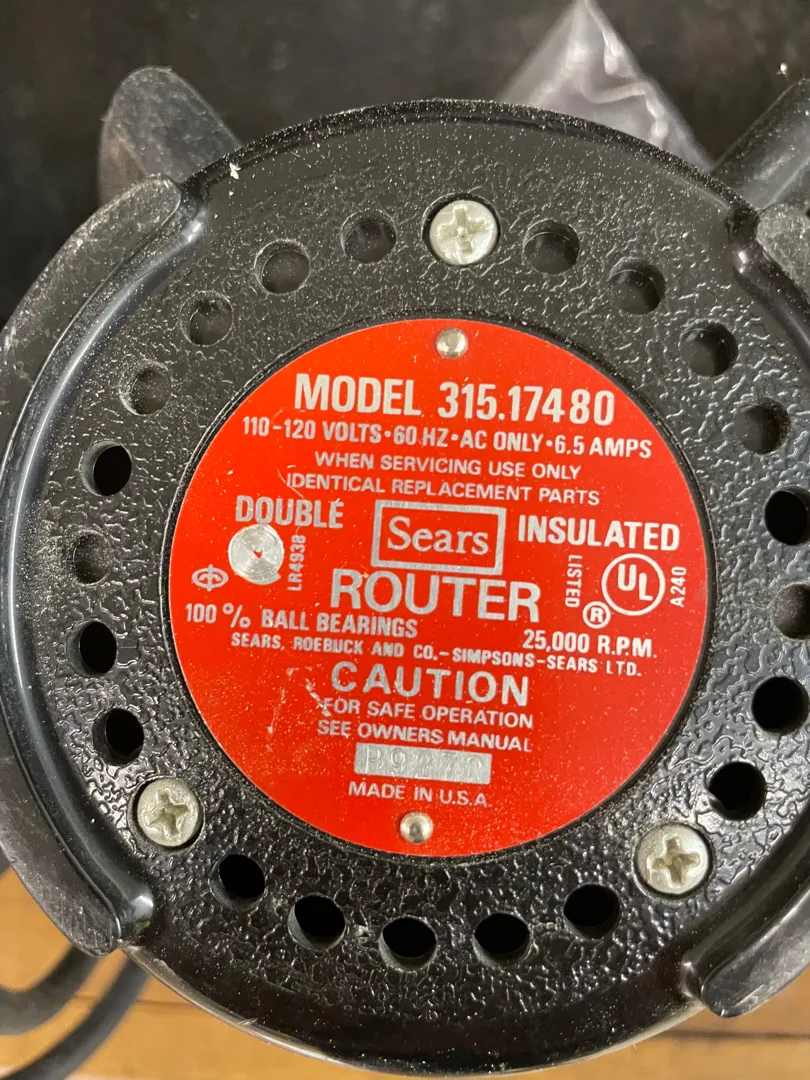 MODEL 315.17480
110-120 VOLTS•60 HZ•AC ONLY•6.5 AMPS
WHEN SERVICING USE ONLY
IDENTICAL REPLACEMENT PARTS
DOUBLE Sears INSULATED
LR4938
ROUTER
LISTED
UL
®
A240
100 % BALL BEARINGS
25,000 R.P.M.
SEARS, ROEBUCK AND CO.-SIMPSONS-SEARS LTD.
CAUTION
FOR SAFE OPERATION
SEE OWNERS MANUAL
MADE IN U.S.A.